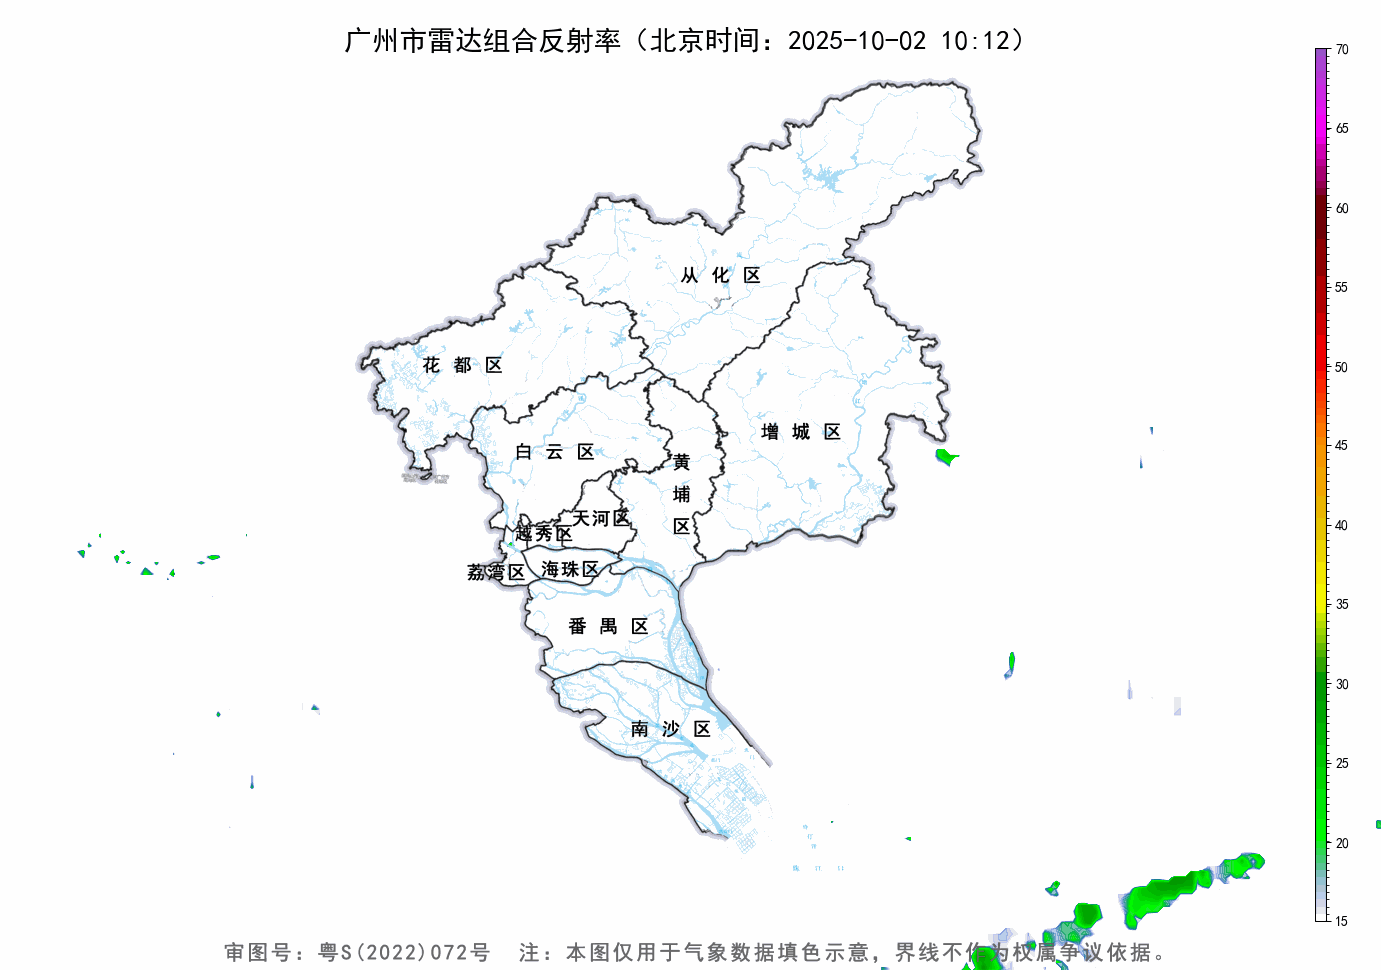 广州市雷达组合反射率（北京时间：2025-10-02 10:12）
70
65
60
55
50
45
40
35
30
25
20
15
从化区
花都区
增城区
白云区
黄埔区
天河区
越秀区
荔湾区
海珠区
番禺区
南沙区
审图号：粤S(2022)072号 注：本图仅用于气象数据填色示意，界线不作为权属争议依据。